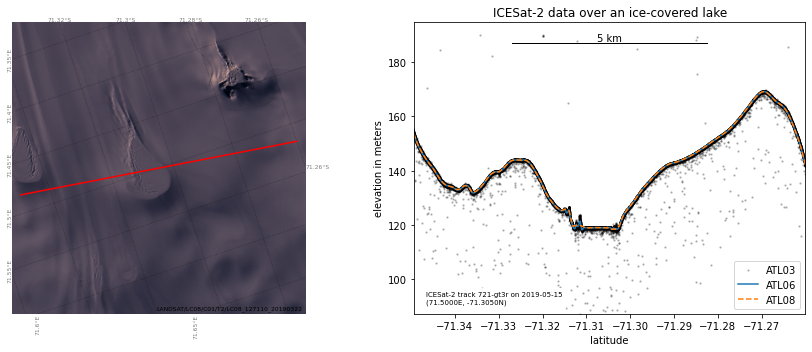 71.32°S
71.3°S
71.28°S
71.26°S
71.35°E
71.4°E
71.45°E
71.5°E
71.55°E
71.6°E
71.65°E
71.26°S
LANDSAT/LC08/C01/T2/LC08_127110_20190322
ICESat-2 data over an ice-covered lake
5 km
elevation in meters
180
160
140
120
100
ICESat-2 track 721-gt3r on 2019-05-15
(71.5000E, -71.3050N)
ATL03
ATL06
ATL08
−71.34 −71.33 −71.32 −71.31 −71.30 −71.29 −71.28 −71.27
latitude